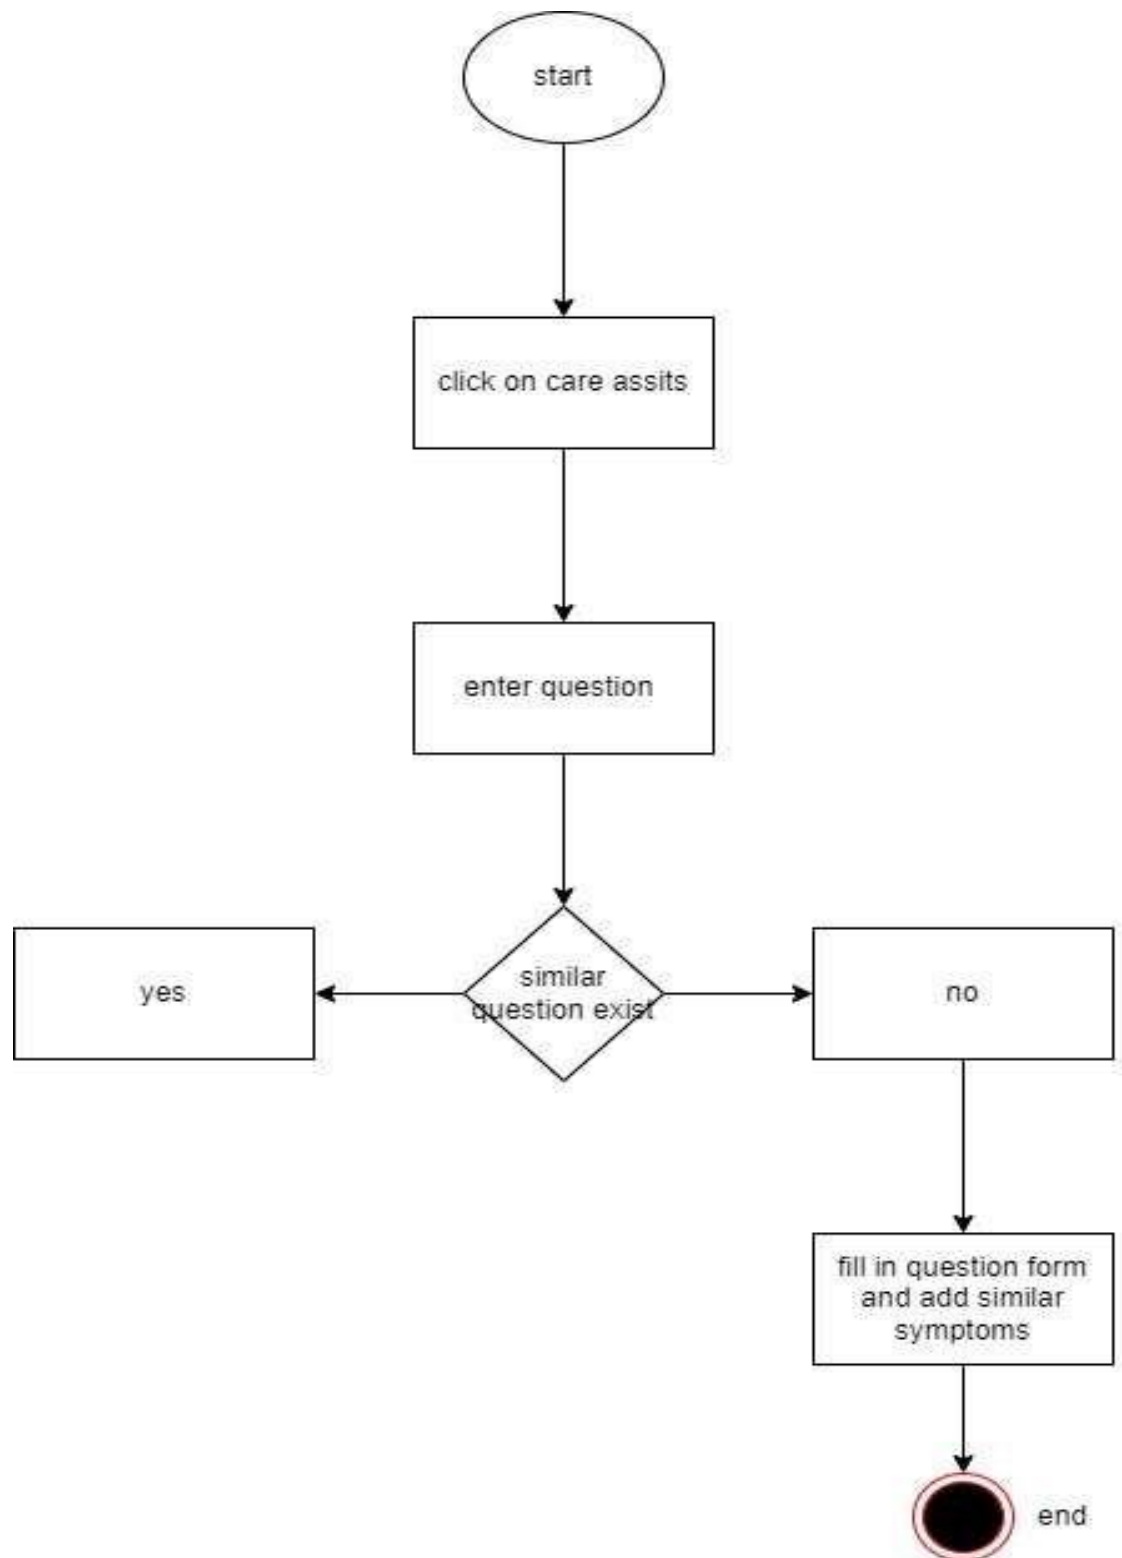 start
click on care assits
enter question
similar
question exist
yes
no
fill in question form
and add similar
symptoms
end